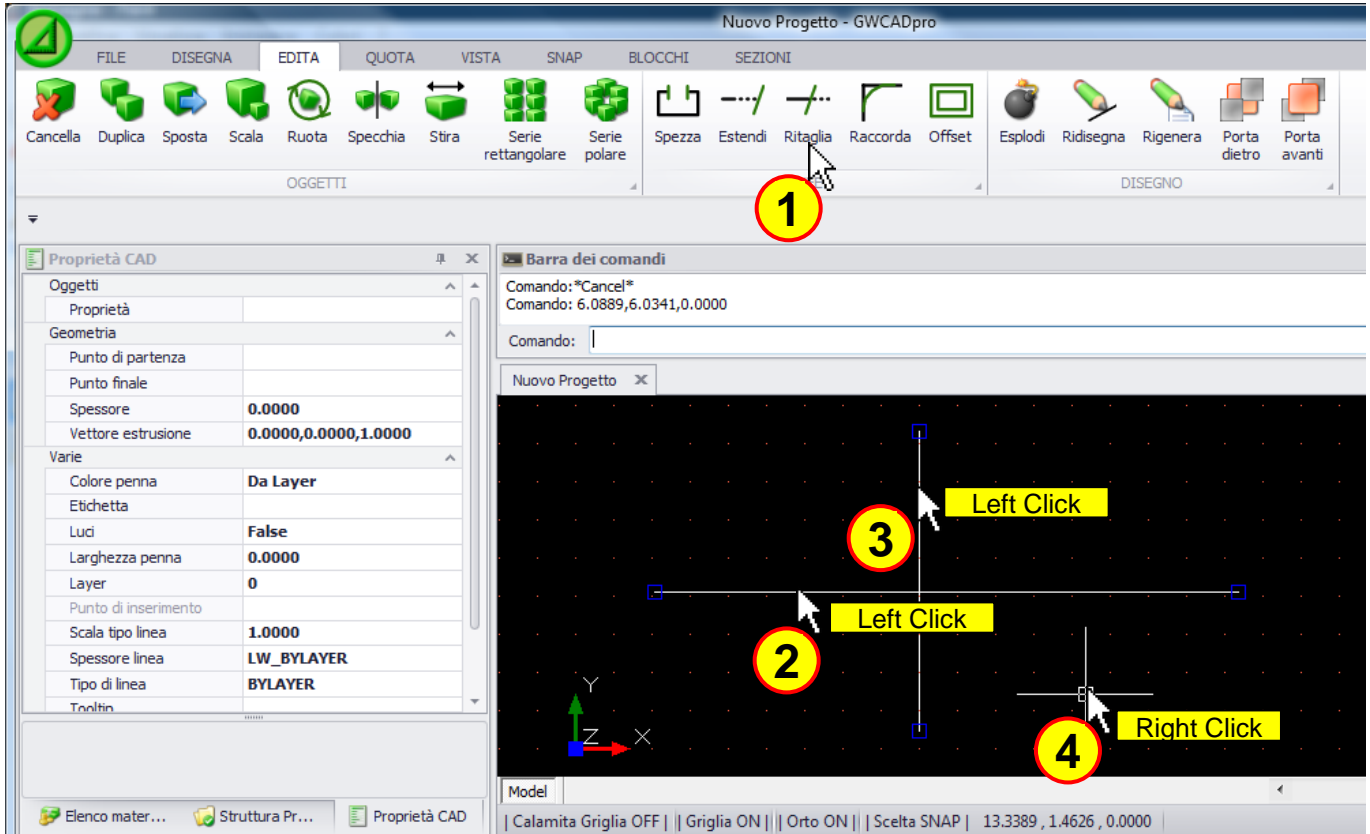 Nuovo Progetto - GWCADpro
FILE DISEGNA EDITA QUOTA VISTA SNAP BLOCCHI SEZIONI
Cancella Duplica Sposta Scala Ruota Specchia Stira Serie rettangolare Serie polare Spezza Estendi Ritaglia Raccorda Offset Esplodi Ridisegna Rigenera Porta dietro Porta avanti
OGGETTI DISEGNO
1
Proprietà CAD
Oggetti
Proprietà
Geometria
Punto di partenza
Punto finale
Spessore 0.0000
Vettore estrusione 0.0000,0.0000,1.0000
Varie
Colore penna Da Layer
Etichetta
Luci False
Larghezza penna 0.0000
Layer 0
Punto di inserimento
Scala tipo linea 1.0000
Spessore linea LW_BYLAYER
Tipo di linea BYLAYER
Tooltip
Elenco mater... Struttura Pr... Proprietà CAD
Barra dei comandi
Comando:*Cancel*
Comando: 6.0889,6.0341,0.0000
Comando:
Nuovo Progetto
Left Click
3
Left Click
2
Y
Z X
Right Click
4
Model
| Calamita Griglia OFF | | Griglia ON | | Orto ON | | Scelta SNAP | 13.3389 , 1.4626 , 0.0000